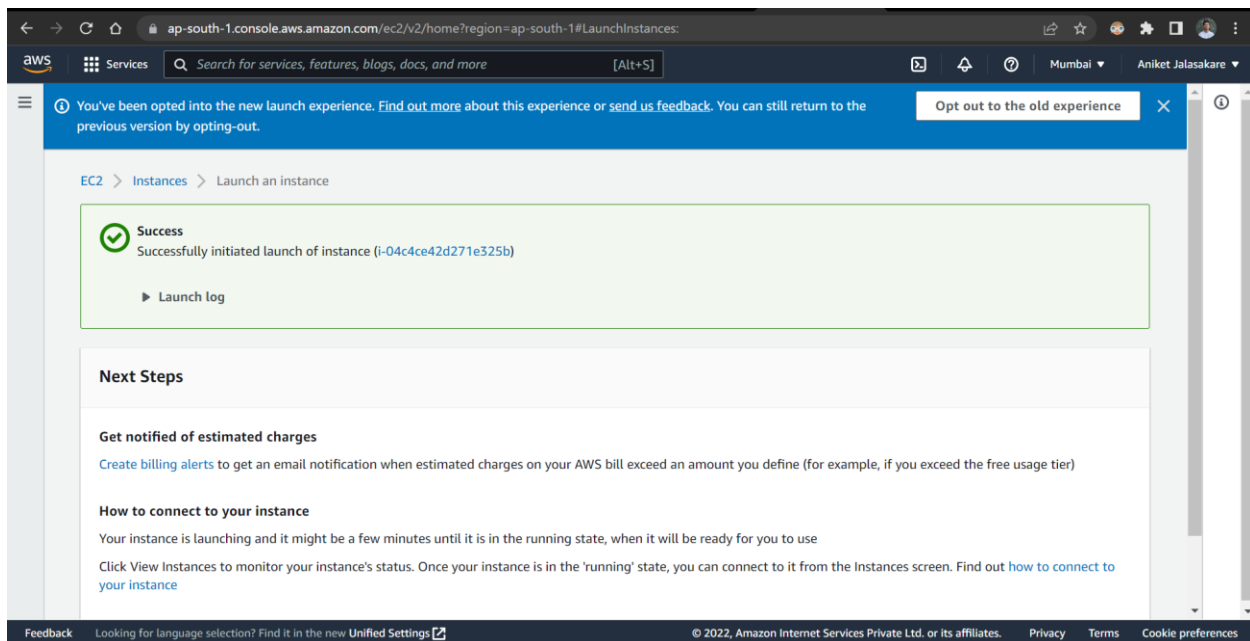 ap-south-1.console.aws.amazon.com/ec2/v2/home?region=ap-south-1#LaunchInstances:
aws
Services
Search for services, features, blogs, docs, and more
[Alt+S]
Mumbai ▼
Aniket Jalasakare ▼
You've been opted into the new launch experience. Find out more about this experience or send us feedback. You can still return to the
previous version by opting-out.
Opt out to the old experience
EC2 > Instances > Launch an instance
Success
Successfully initiated launch of instance (i-04c4ce42d271e325b)
▶ Launch log
Next Steps
Get notified of estimated charges
Create billing alerts to get an email notification when estimated charges on your AWS bill exceed an amount you define (for example, if you exceed the free usage tier)
How to connect to your instance
Your instance is launching and it might be a few minutes until it is in the running state, when it will be ready for you to use
Click View Instances to monitor your instance's status. Once your instance is in the 'running' state, you can connect to it from the Instances screen. Find out how to connect to
your instance
Feedback
Looking for language selection? Find it in the new Unified Settings
© 2022, Amazon Internet Services Private Ltd. or its affiliates.
Privacy
Terms
Cookie preferences